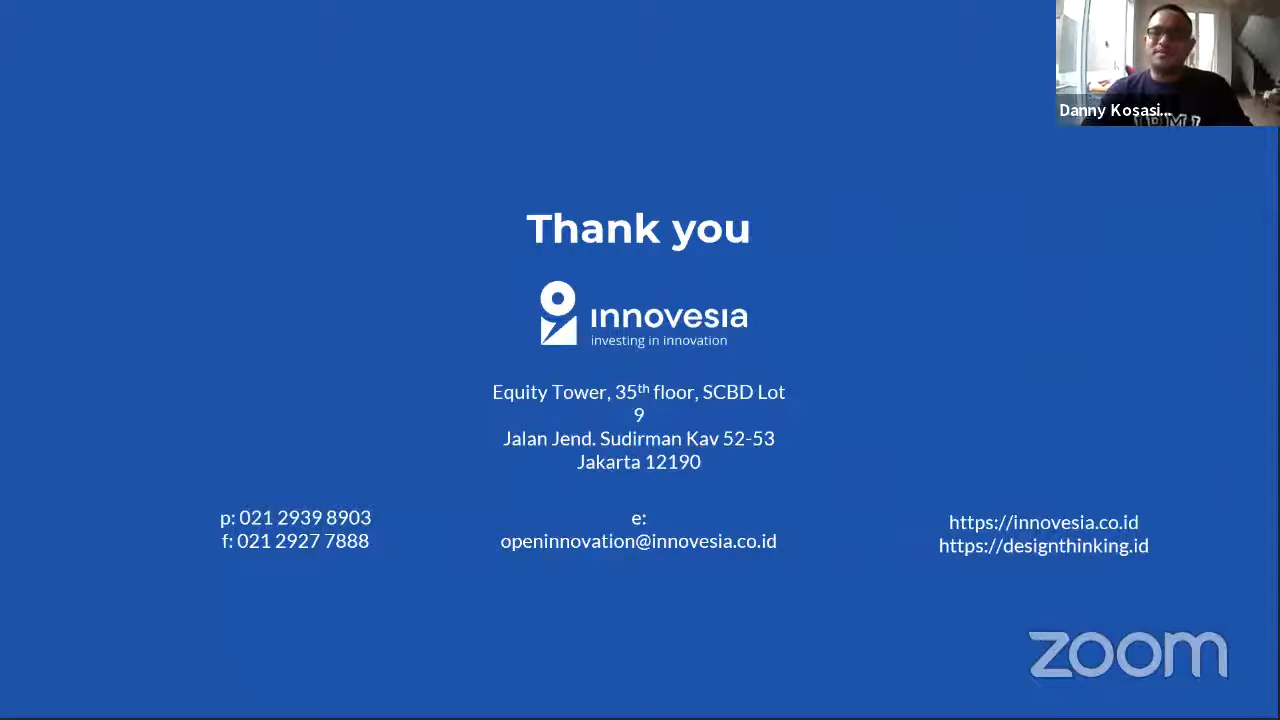 Danny Kosasi...
Thank you
innovesia
investing in innovation
Equity Tower, 35th floor, SCBD Lot
9
Jalan Jend. Sudirman Kav 52-53
Jakarta 12190
p: 021 2939 8903
f: 021 2927 7888
e:
openinnovation@innovesia.co.id
https://innovesia.co.id
https://designthinking.id
zoom